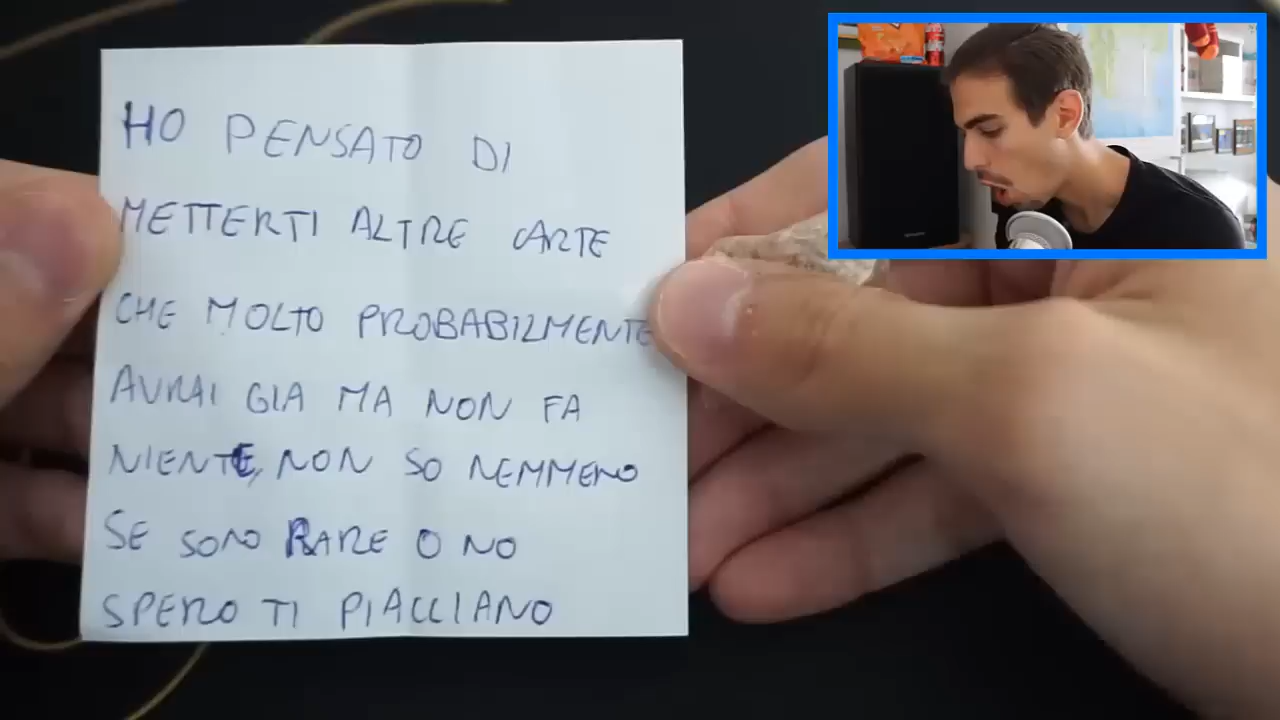 HO PENSATO DI
METTERTI ALTRE CARTE
CHE MOLTO PROBABILMENTE
AVRAI GIA MA NON FA
NIENTE, NON SO NEMMENO
SE SONO RARE O NO
SPERO TI PIACCIANO